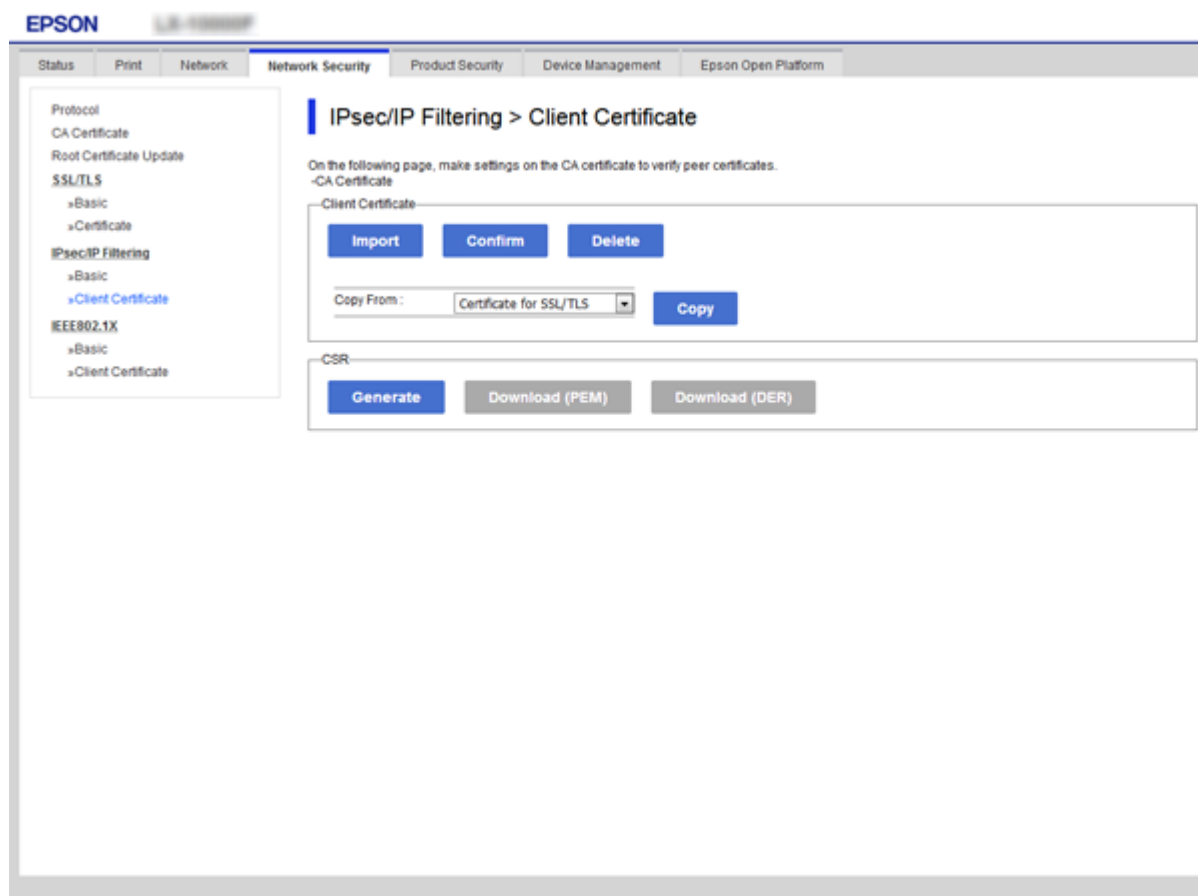 EPSON
Status Print Network Network Security Product Security Device Management Epson Open Platform
Protocol
CA Certificate
Root Certificate Update
SSL/TLS
»Basic
»Certificate
IPsec/IP Filtering
»Basic
»Client Certificate
IEEE802.1X
»Basic
»Client Certificate
IPsec/IP Filtering > Client Certificate
On the following page, make settings on the CA certificate to verify peer certificates.
-CA Certificate
Client Certificate
Import Confirm Delete
Copy From : Certificate for SSL/TLS Copy
CSR
Generate Download (PEM) Download (DER)